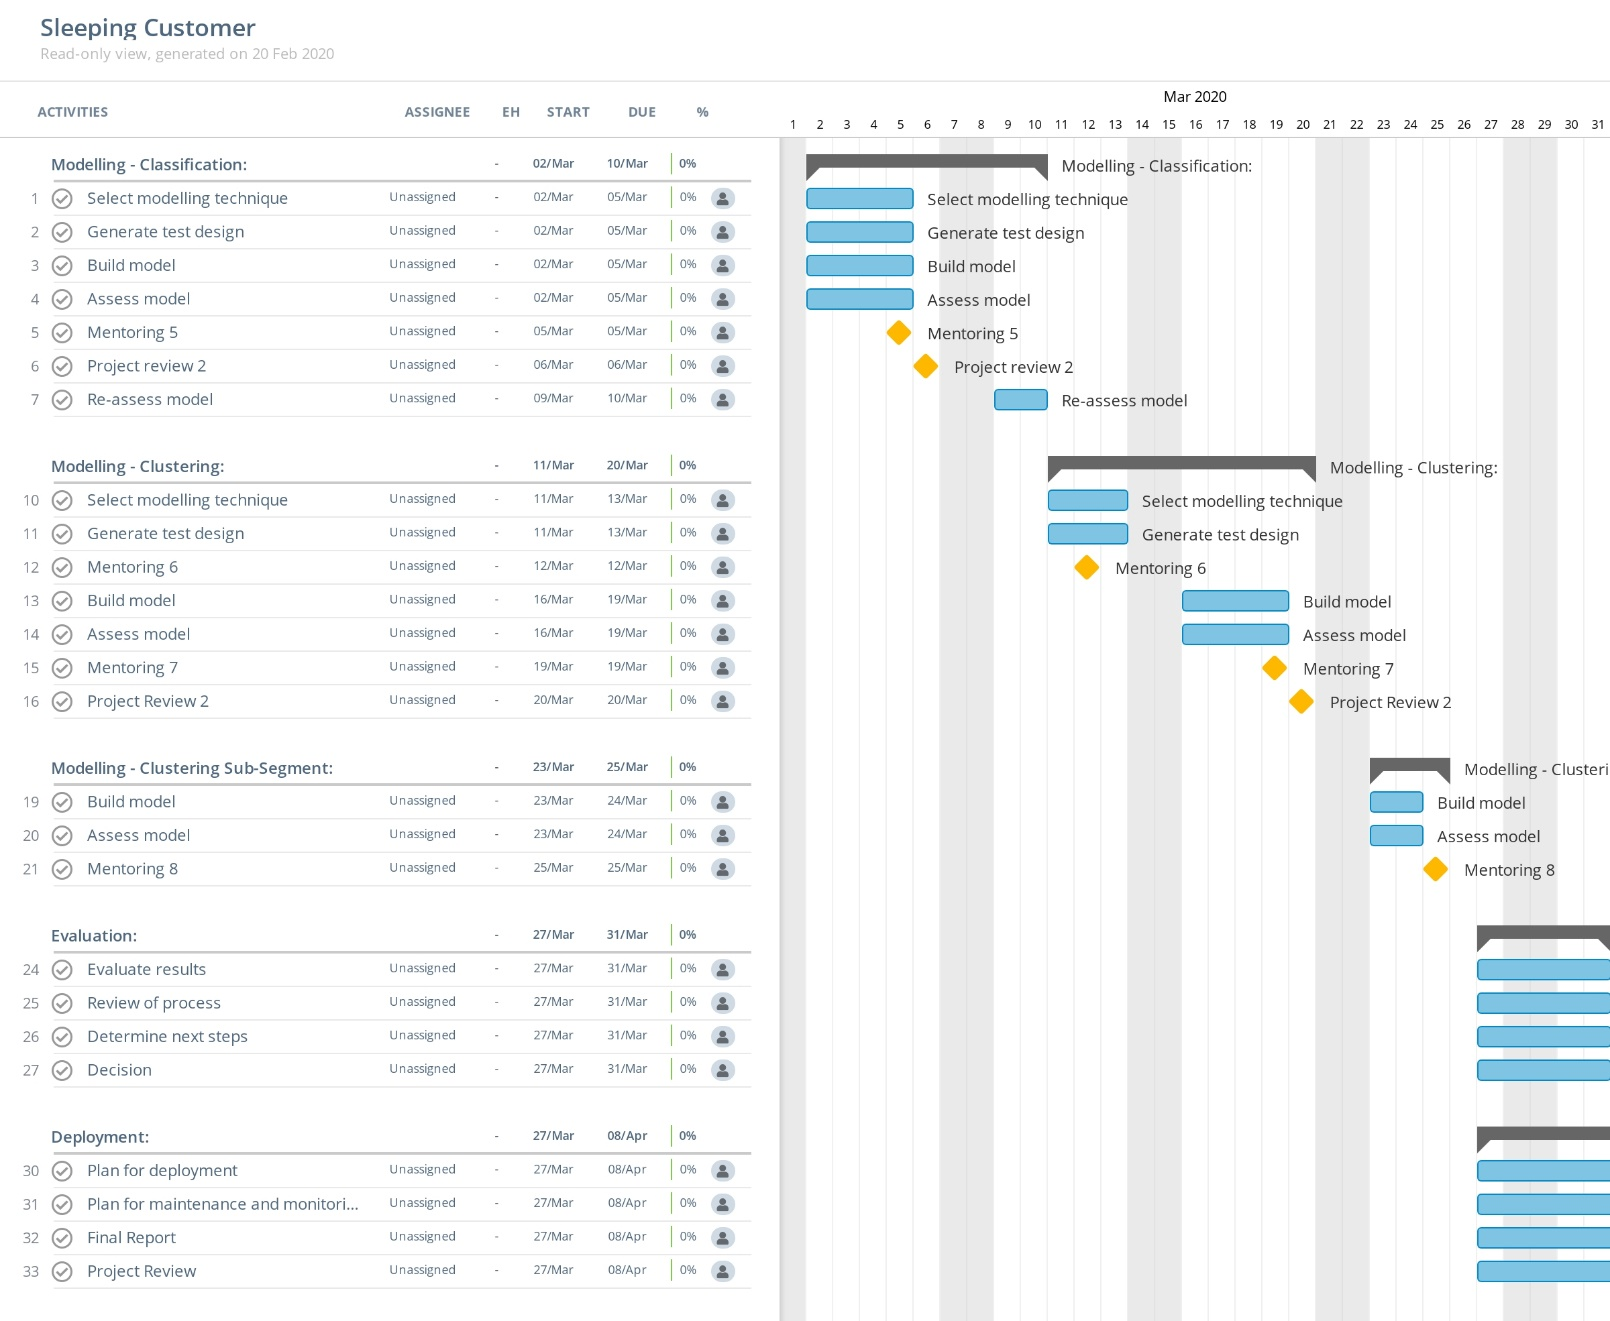 Sleeping Customer
Read-only view, generated on 20 Feb 2020
Mar 2020
ACTIVITIES ASSIGNEE EH START DUE %
1 2 3 4 5 6 7 8 9 10 11 12 13 14 15 16 17 18 19 20 21 22 23 24 25 26 27 28 29 30 31
Modelling - Classification: - 02/Mar 10/Mar 0% Modelling - Classification:
1 Select modelling technique Unassigned - 02/Mar 05/Mar 0% Select modelling technique
2 Generate test design Unassigned - 02/Mar 05/Mar 0% Generate test design
3 Build model Unassigned - 02/Mar 05/Mar 0% Build model
4 Assess model Unassigned - 02/Mar 05/Mar 0% Assess model
5 Mentoring 5 Unassigned - 05/Mar 05/Mar 0% Mentoring 5
6 Project review 2 Unassigned - 06/Mar 06/Mar 0% Project review 2
7 Re-assess model Unassigned - 09/Mar 10/Mar 0% Re-assess model
Modelling - Clustering: - 11/Mar 20/Mar 0% Modelling - Clustering:
10 Select modelling technique Unassigned - 11/Mar 13/Mar 0% Select modelling technique
11 Generate test design Unassigned - 11/Mar 13/Mar 0% Generate test design
12 Mentoring 6 Unassigned - 12/Mar 12/Mar 0% Mentoring 6
13 Build model Unassigned - 16/Mar 19/Mar 0% Build model
14 Assess model Unassigned - 16/Mar 19/Mar 0% Assess model
15 Mentoring 7 Unassigned - 19/Mar 19/Mar 0% Mentoring 7
16 Project Review 2 Unassigned - 20/Mar 20/Mar 0% Project Review 2
Modelling - Clustering Sub-Segment: - 23/Mar 25/Mar 0% Modelling - Clusteri
19 Build model Unassigned - 23/Mar 24/Mar 0% Build model
20 Assess model Unassigned - 23/Mar 24/Mar 0% Assess model
21 Mentoring 8 Unassigned - 25/Mar 25/Mar 0% Mentoring 8
Evaluation: - 27/Mar 31/Mar 0%
24 Evaluate results Unassigned - 27/Mar 31/Mar 0%
25 Review of process Unassigned - 27/Mar 31/Mar 0%
26 Determine next steps Unassigned - 27/Mar 31/Mar 0%
27 Decision Unassigned - 27/Mar 31/Mar 0%
Deployment: - 27/Mar 08/Apr 0%
30 Plan for deployment Unassigned - 27/Mar 08/Apr 0%
31 Plan for maintenance and monitori... Unassigned - 27/Mar 08/Apr 0%
32 Final Report Unassigned - 27/Mar 08/Apr 0%
33 Project Review Unassigned - 27/Mar 08/Apr 0%